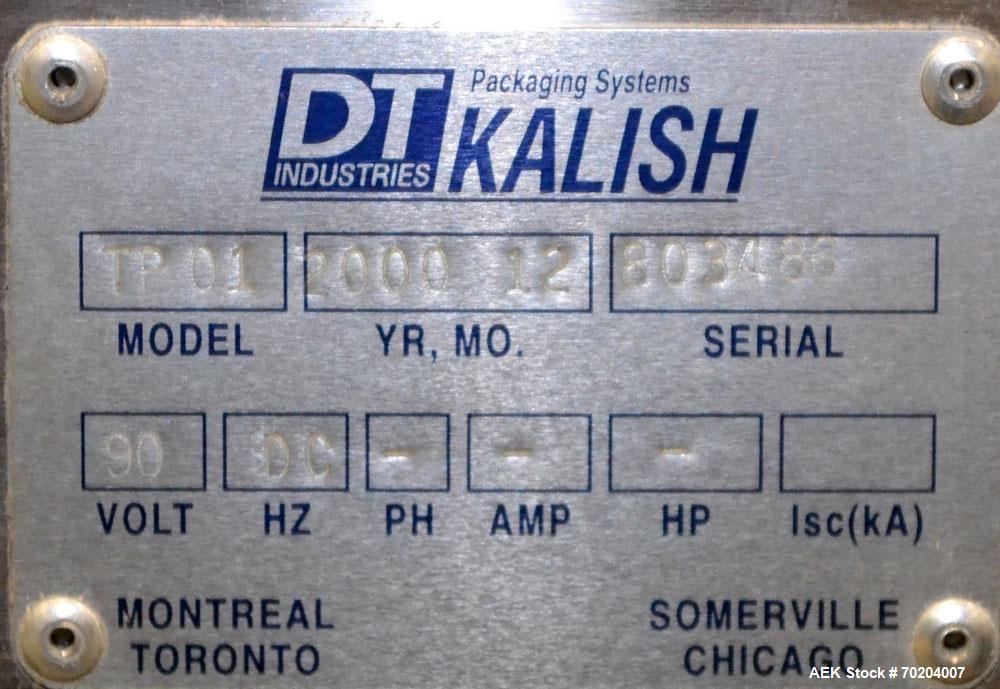 Packaging Systems
DT INDUSTRIES KALISH
TP 01 2000 12 803486
MODEL YR, MO. SERIAL
90 DC - - -
VOLT HZ PH AMP HP Isc(kA)
MONTREAL SOMERVILLE
TORONTO CHICAGO
AEK Stock # 70204007